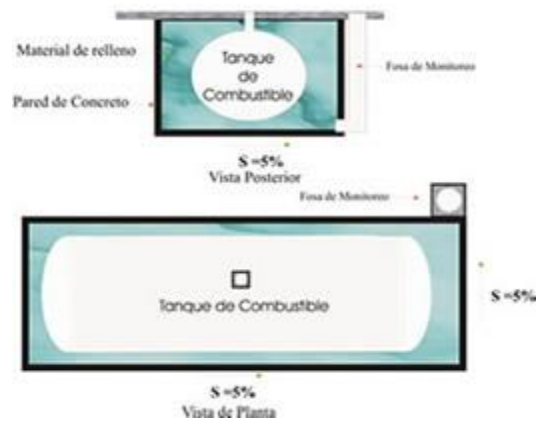 Material de relleno
Tanque
de
Combustible
Fosa de Monitoreo
Pared de Concreto
S =5%
Vista Posterior
Fosa de Monitoreo
Tanque de Combustible
S =5%
S =5%
Vista de Planta